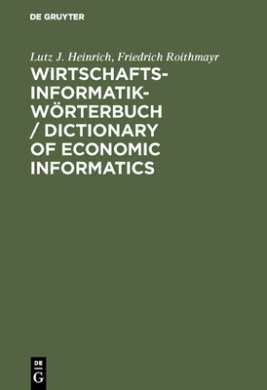 DE GRUYTER
Lutz J. Heinrich, Friedrich Roithmayr
WIRTSCHAFTS-
INFORMATIK-
WÖRTERBUCH
/ DICTIONARY
OF ECONOMIC
INFORMATICS
DE
G